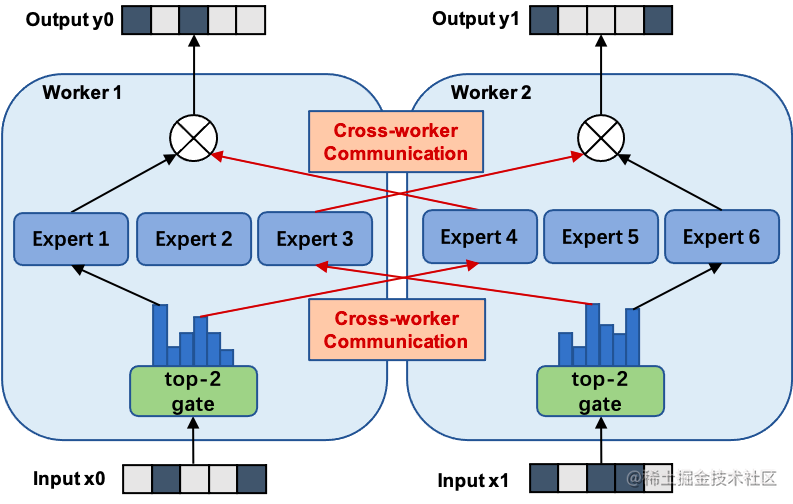 Output y0
Output y1
Worker 1
Worker 2
Cross-worker
Communication
Expert 1
Expert 2
Expert 3
Expert 4
Expert 5
Expert 6
Cross-worker
Communication
top-2
gate
top-2
gate
Input x0
Input x1
@稀土掘金技术社区